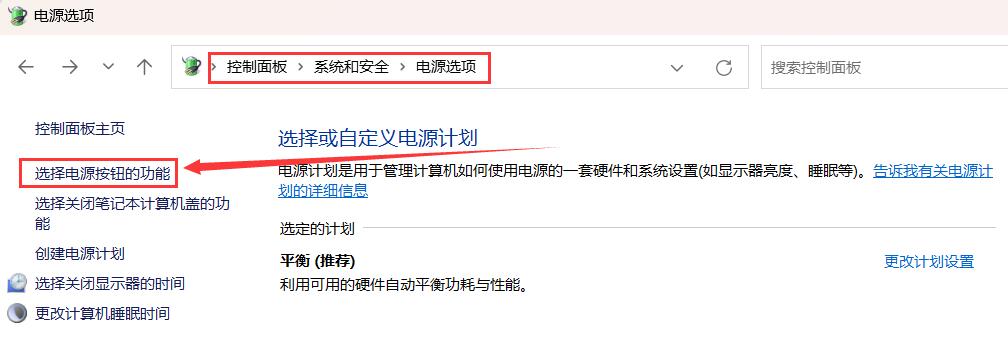 电源选项
控制面板 > 系统和安全 > 电源选项
搜索控制面板
控制面板主页
选择电源按钮的功能
选择关闭笔记本计算机盖的功
能
创建电源计划
选择关闭显示器的时间
更改计算机睡眠时间
选择或自定义电源计划
电源计划是用于管理计算机如何使用电源的一套硬件和系统设置(如显示器亮度、睡眠等)。告诉我有关电源计
划的详细信息
选定的计划
平衡 (推荐)
更改计划设置
利用可用的硬件自动平衡功耗与性能。